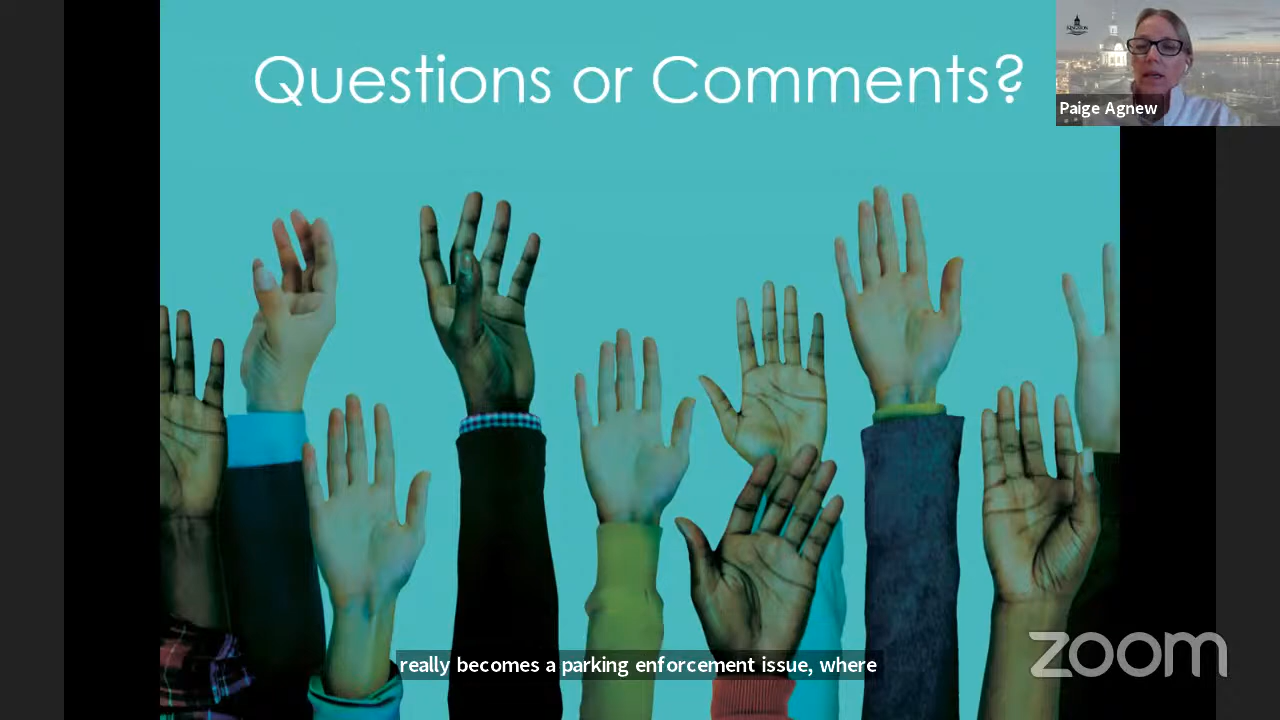 Questions or Comments?
Paige Agnew
really becomes a parking enforcement issue, where
zoom